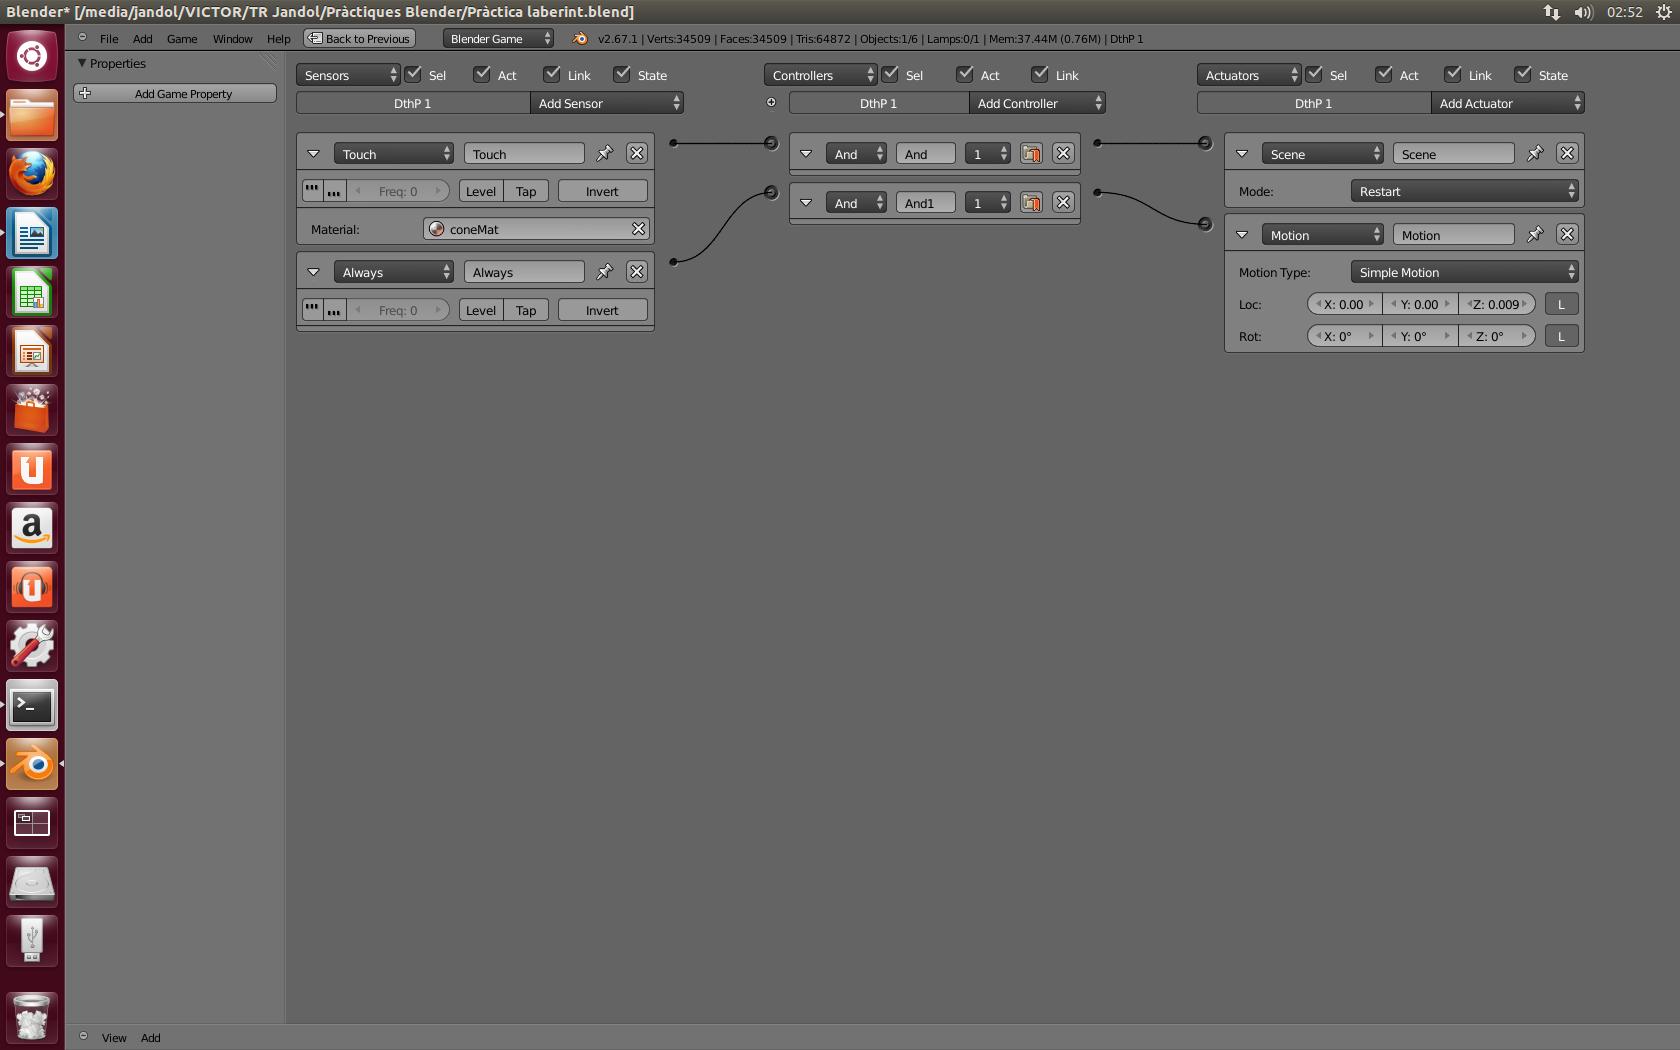 Blender* [/media/jandol/VICTOR/TR Jandol/Pràctiques Blender/Pràctica laberint.blend] 02:52
File Add Game Window Help Back to Previous Blender Game v2.67.1 | Verts:34509 | Faces:34509 | Tris:64872 | Objects:1/6 | Lamps:0/1 | Mem:37.44M (0.76M) | DthP 1
Properties
Add Game Property
Sensors Sel Act Link State Controllers Sel Act Link Actuators Sel Act Link State
DthP 1 Add Sensor DthP 1 Add Controller DthP 1 Add Actuator
Touch Touch And And 1 Scene Scene
Freq: 0 Level Tap Invert Mode: Restart
And And1 1
Material: coneMat Motion Motion
Always Always Motion Type: Simple Motion
Freq: 0 Level Tap Invert Loc: X: 0.00 Y: 0.00 Z: 0.009 L
Rot: X: 0° Y: 0° Z: 0° L
View Add